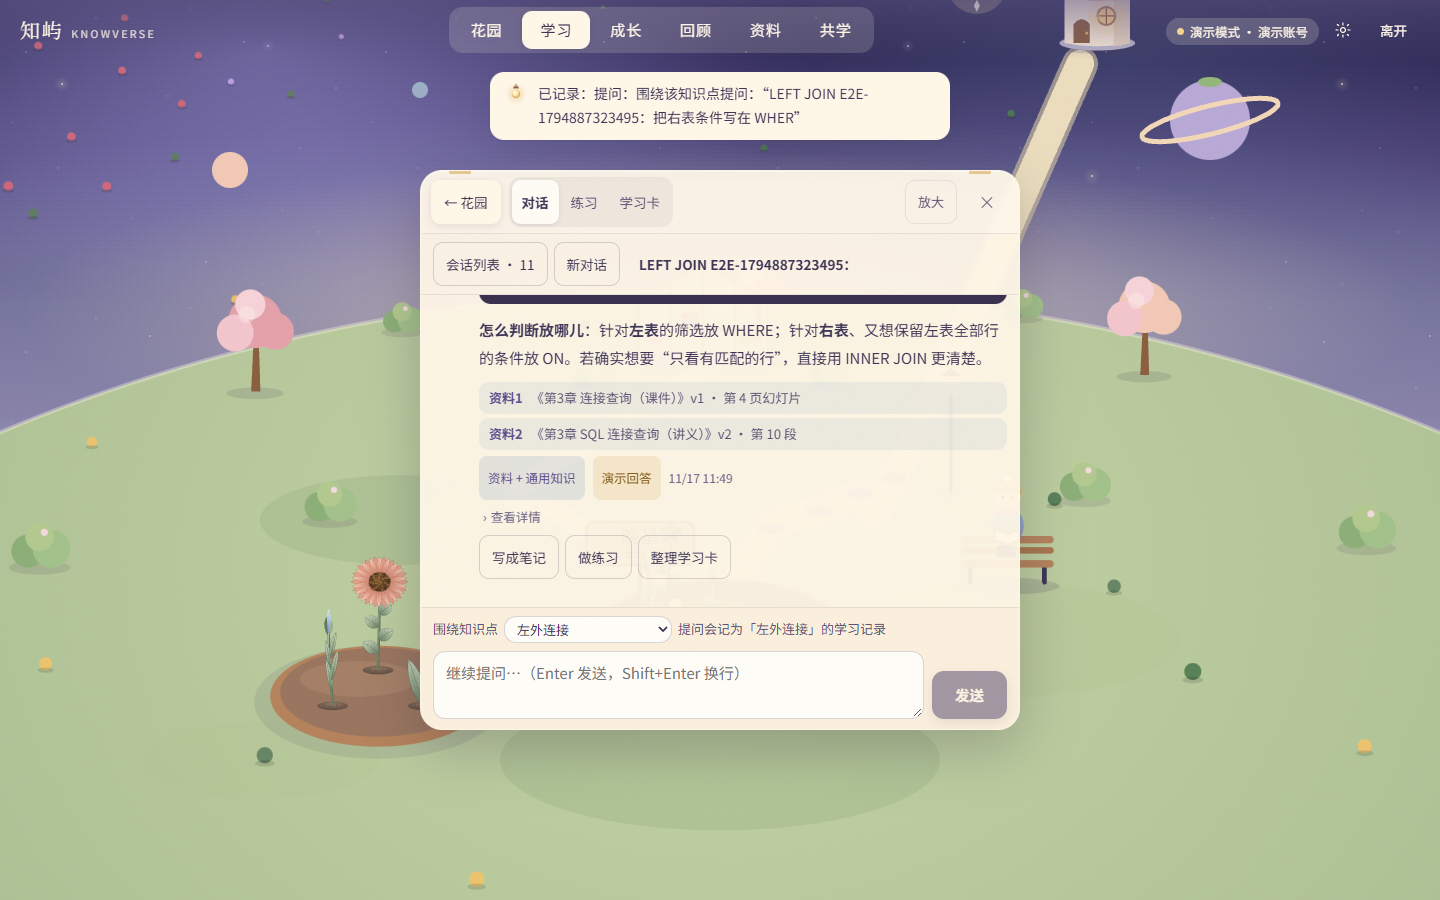 知屿 KNOWVERSE
花园 学习 成长 回顾 资料 共学
演示模式 · 演示账号 离开
已记录：提问：围绕该知识点提问：“LEFT JOIN E2E-
1794887323495：把右表条件写在 WHER”
← 花园 对话 练习 学习卡 放大
会话列表 · 11 新对话 LEFT JOIN E2E-1794887323495：
怎么判断放哪儿：针对左表的筛选放 WHERE；针对右表、又想保留左表全部行
的条件放 ON。若确实想要“只看有匹配的行”，直接用 INNER JOIN 更清楚。
资料1 《第3章 连接查询（课件）》v1 · 第 4 页幻灯片
资料2 《第3章 SQL 连接查询（讲义）》v2 · 第 10 段
资料 + 通用知识 演示回答 11/17 11:49
› 查看详情
写成笔记 做练习 整理学习卡
围绕知识点 左外连接 提问会记为「左外连接」的学习记录
继续提问…（Enter 发送，Shift+Enter 换行）
发送